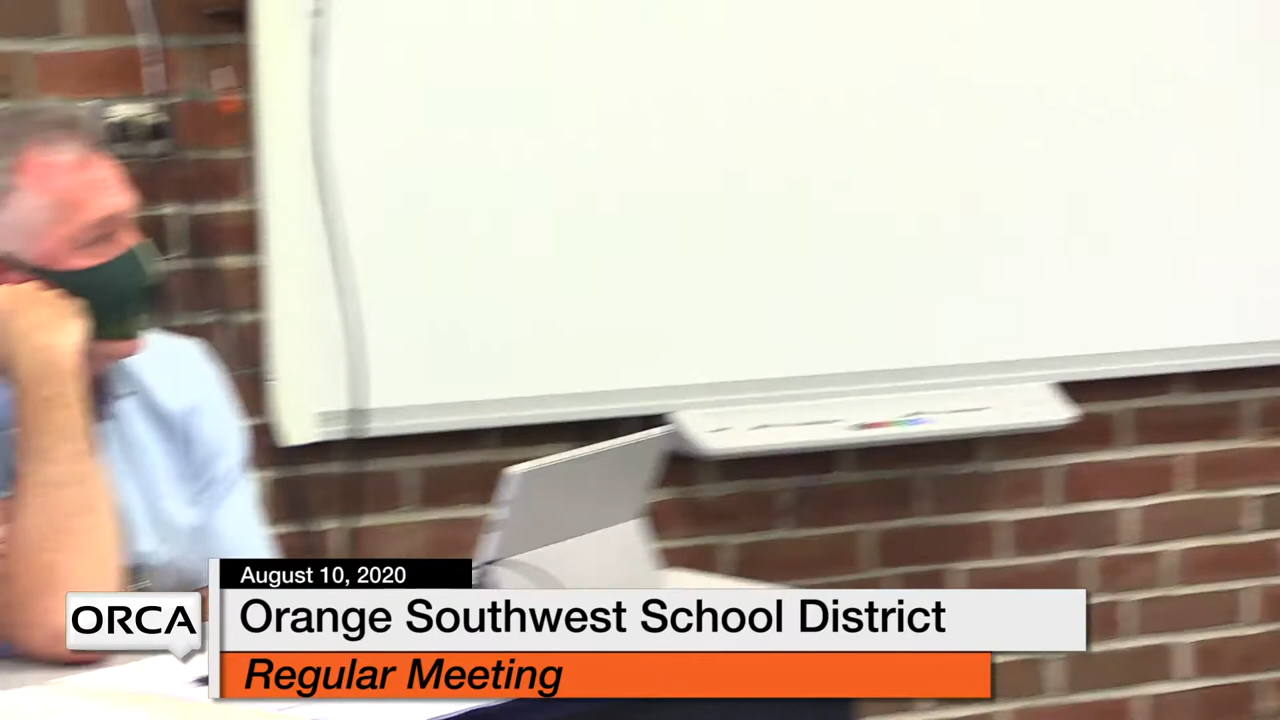 August 10, 2020
ORCA
Orange Southwest School District
Regular Meeting